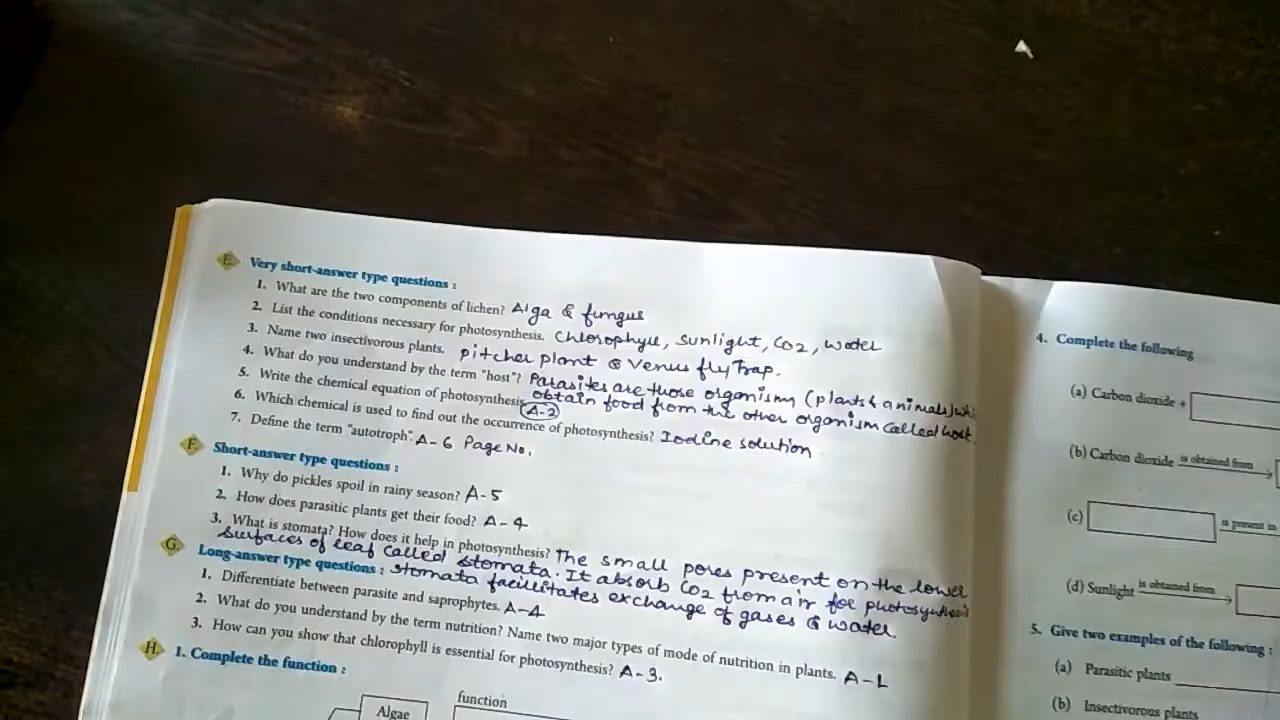 E. Very short-answer type questions :
1. What are the two components of lichen? Alga & fungus
2. List the conditions necessary for photosynthesis. Chlorophyll, Sunlight, CO2, water
3. Name two insectivorous plants. pitcher plant & Venus fly Trap.
4. What do you understand by the term "host"? Parasites are those organism (plants & animals) wh
obtain food from the other organism called host.
5. Write the chemical equation of photosynthesis. A-2
6. Which chemical is used to find out the occurrence of photosynthesis? Iodine solution
7. Define the term "autotroph". A-6 Page No.
F. Short-answer type questions :
1. Why do pickles spoil in rainy season? A-5
2. How does parasitic plants get their food? A-4
3. What is stomata? How does it help in photosynthesis? The small pores present on the lower
surfaces of leaf called stomata. It absorb CO2 from air for photosynthesis
G. Long-answer type questions : Stomata facilitates exchange of gases & water.
1. Differentiate between parasite and saprophytes. A-4
2. What do you understand by the term nutrition? Name two major types of mode of nutrition in plants. A-1
3. How can you show that chlorophyll is essential for photosynthesis? A-3.
H. 1. Complete the function :
function
Algae
4. Complete the following
(a) Carbon dioxide +
(b) Carbon dioxide is obtained from
(c) is present in
(d) Sunlight is obtained from
5. Give two examples of the following :
(a) Parasitic plants
(b) Insectivorous plants